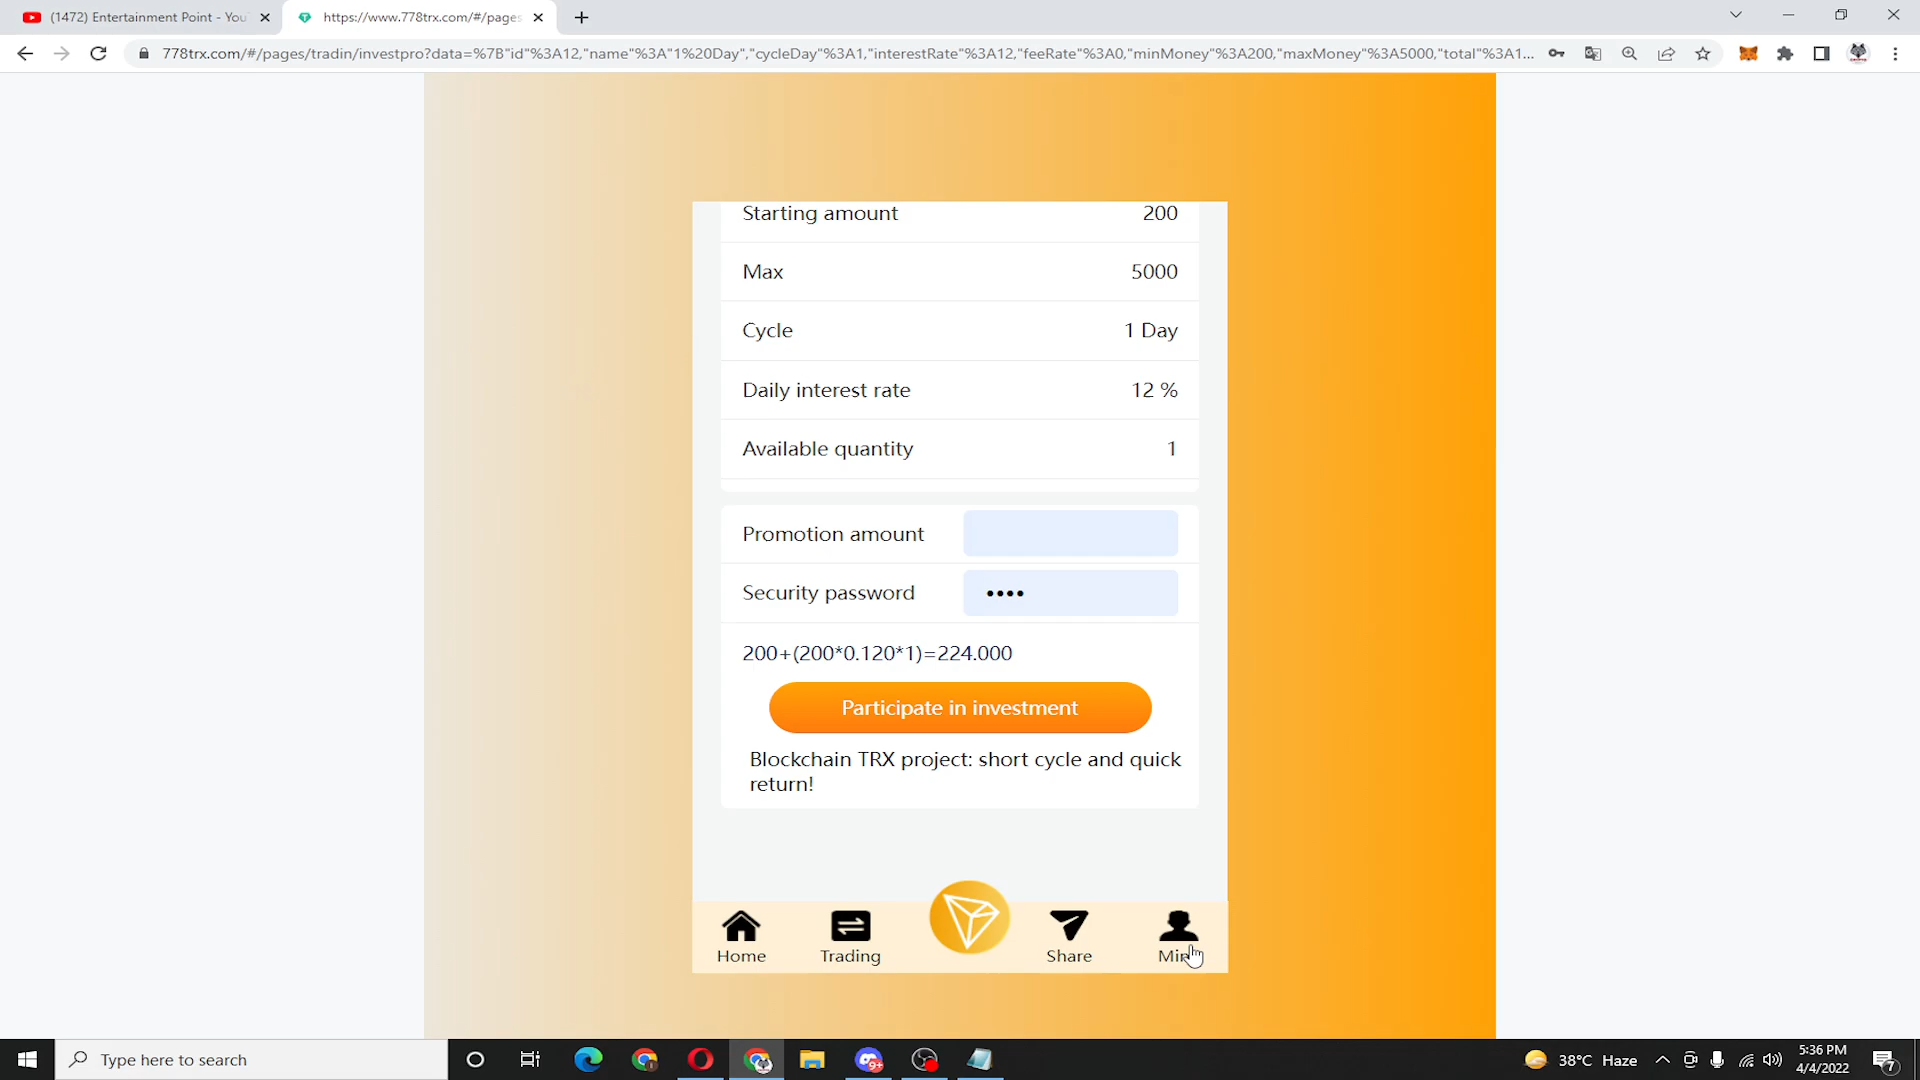 (1472) Entertainment Point - You
https://www.778trx.com/#/pages
778trx.com/#/pages/tradin/investpro?data=%7B"id"%3A12,"name"%3A"1%20Day","cycleDay"%3A1,"interestRate"%3A12,"feeRate"%3A0,"minMoney"%3A200,"maxMoney"%3A5000,"total"%3A1...
Starting amount 200
Max 5000
Cycle 1 Day
Daily interest rate 12 %
Available quantity 1
Promotion amount
Security password ••••
200+(200*0.120*1)=224.000
Participate in investment
Blockchain TRX project: short cycle and quick
return!
Home Trading Share
Type here to search
9+
38°C Haze
5:36 PM
4/4/2022
7